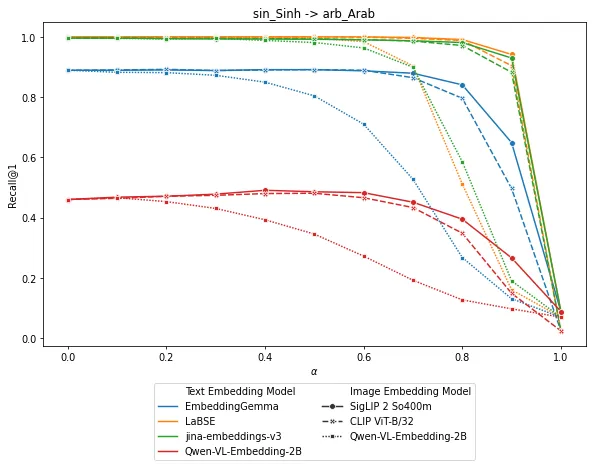 sin_Sinh -> arb_Arab
1.0
0.8
0.6
0.4
0.2
0.0
Recall@1
0.0 0.2 0.4 0.6 0.8 1.0
α
Text Embedding Model
EmbeddingGemma
LaBSE
jina-embeddings-v3
Qwen-VL-Embedding-2B
Image Embedding Model
SigLIP 2 So400m
CLIP ViT-B/32
Qwen-VL-Embedding-2B